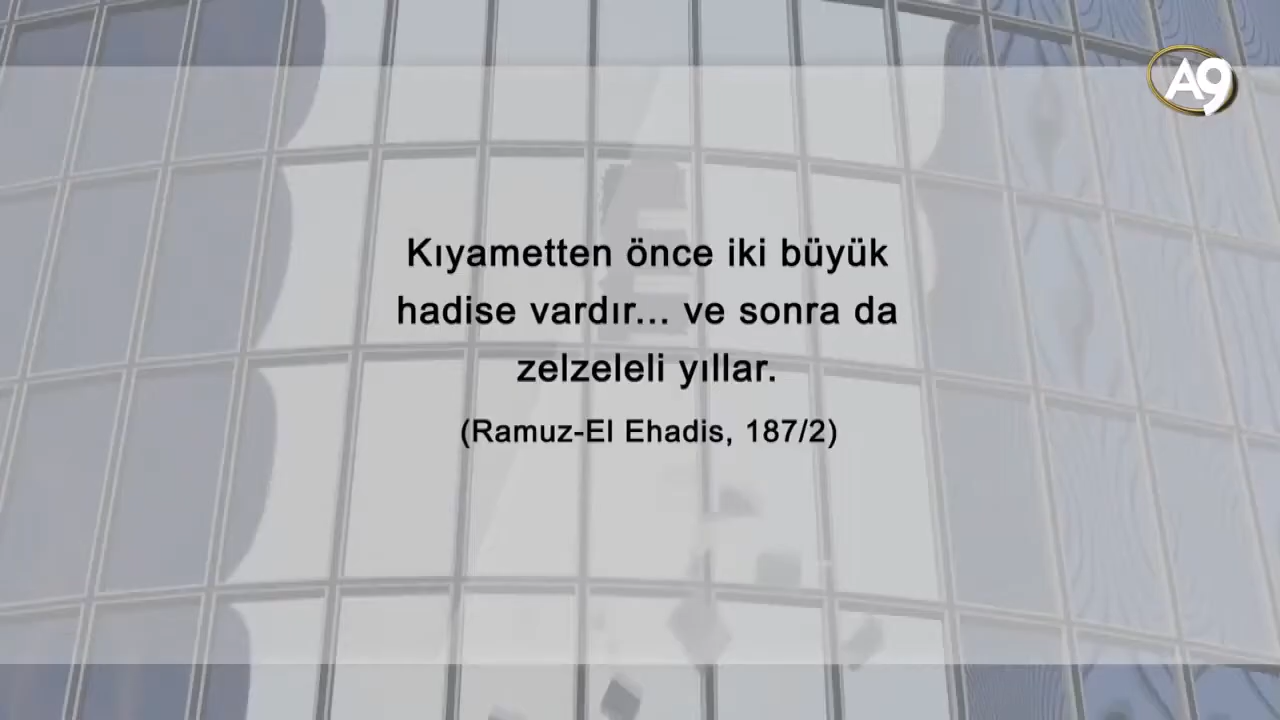 A9
Kıyametten önce iki büyük
hadise vardır... ve sonra da
zelzeleli yıllar.
(Ramuz-El Ehadis, 187/2)